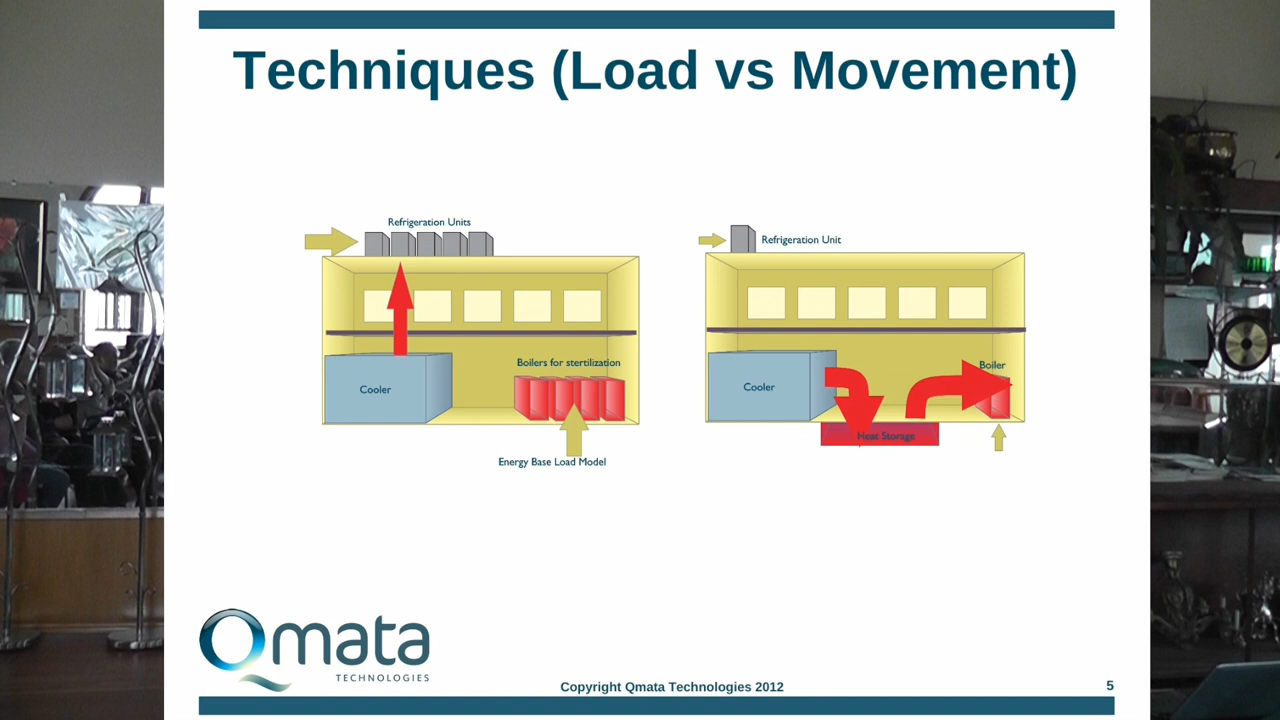 Techniques (Load vs Movement)
Refrigeration Units
Cooler
Boilers for stertilization
Energy Base Load Model
Refrigeration Unit
Cooler
Boiler
Heat Storage
Qmata
TECHNOLOGIES
Copyright Qmata Technologies 2012
5